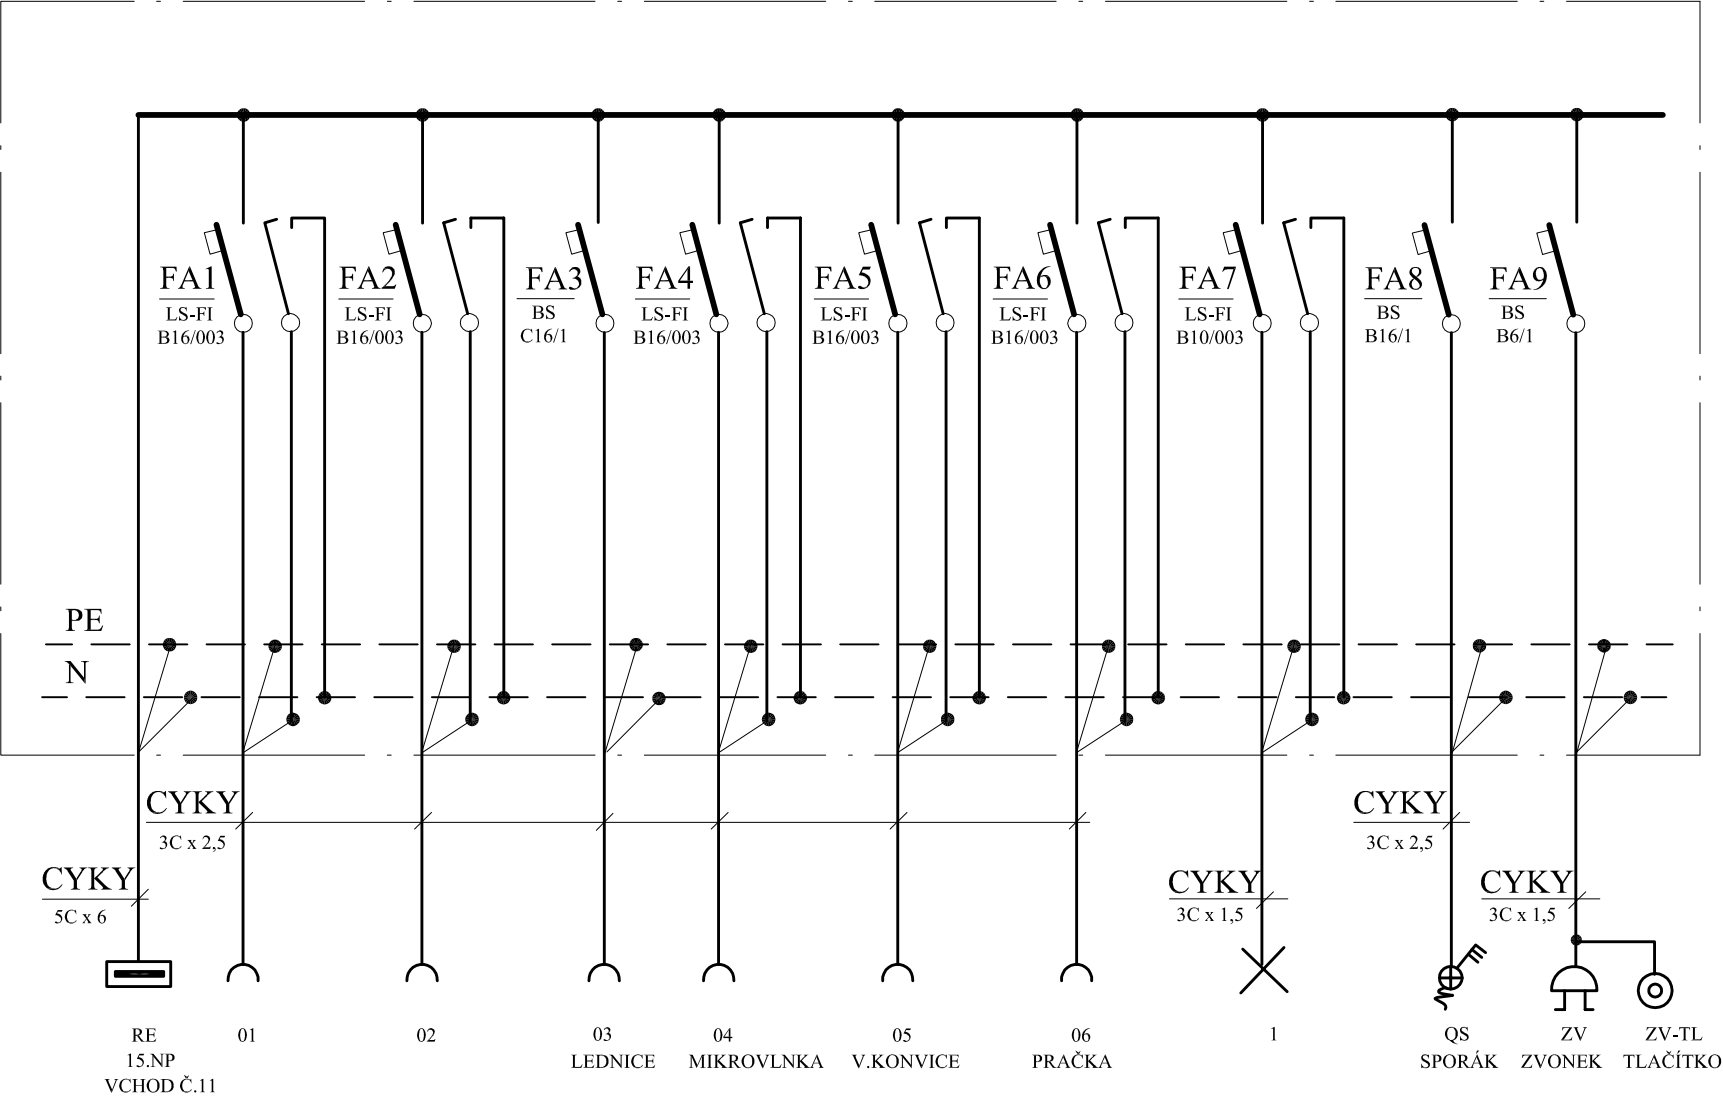 FA1
LS-FI
B16/003
FA2
LS-FI
B16/003
FA3
BS
C16/1
FA4
LS-FI
B16/003
FA5
LS-FI
B16/003
FA6
LS-FI
B16/003
FA7
LS-FI
B10/003
FA8
BS
B16/1
FA9
BS
B6/1
PE
N
CYKY
3C x 2,5
CYKY
3C x 2,5
CYKY
5C x 6
CYKY
3C x 1,5
CYKY
3C x 1,5
RE
15.NP
VCHOD Č.11
01
02
03
LEDNICE
04
MIKROVLNKA
05
V.KONVICE
06
PRAČKA
1
QS
SPORÁK
ZV
ZVONEK
ZV-TL
TLAČÍTKO